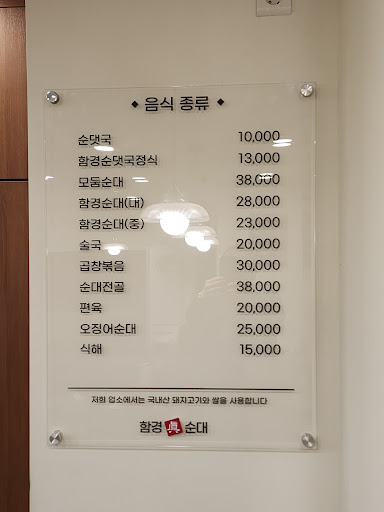 ◆ 음식 종류 ◆
순댓국 10,000
함경순댓국정식 13,000
모둠순대 38,000
함경순대(대) 28,000
함경순대(중) 23,000
술국 20,000
곱창볶음 30,000
순대전골 38,000
편육 20,000
오징어순대 25,000
식해 15,000
저희 업소에서는 국내산 돼지고기와 쌀을 사용합니다
함경 眞 순대